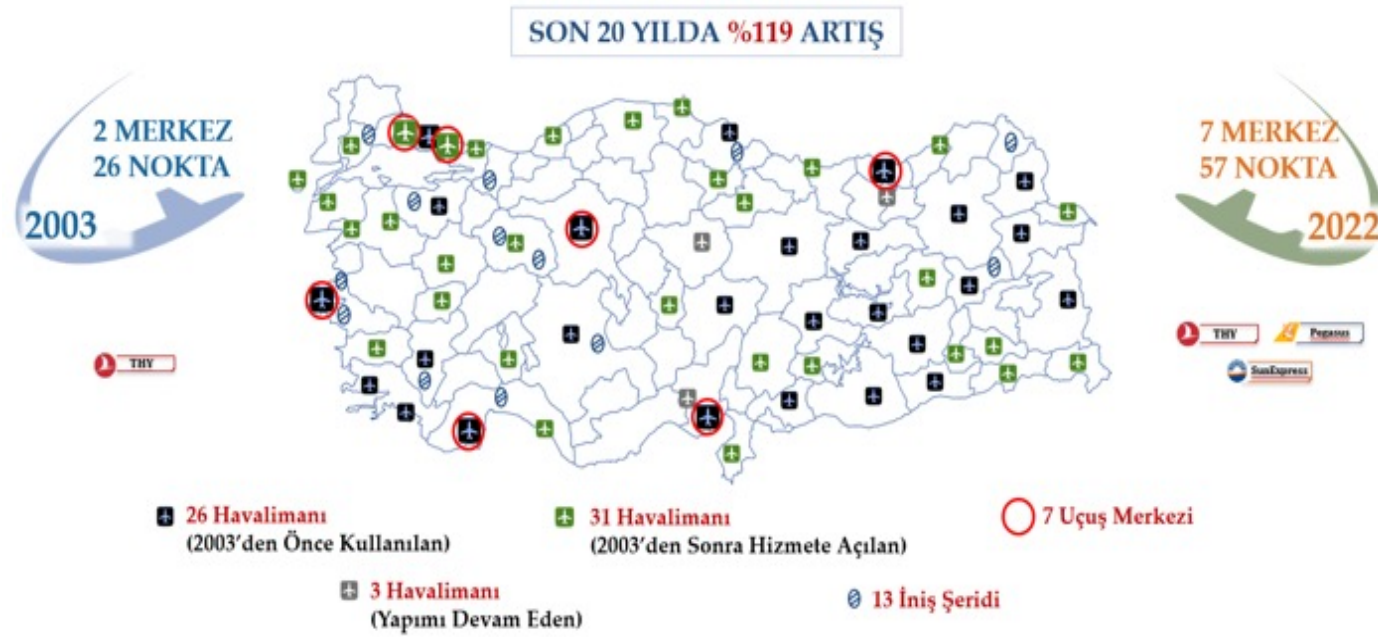 SON 20 YILDA %119 ARTIŞ
2 MERKEZ
26 NOKTA
2003
7 MERKEZ
57 NOKTA
2022
THY
THY
Pegasus
SunExpress
26 Havalimanı
(2003'den Önce Kullanılan)
31 Havalimanı
(2003'den Sonra Hizmete Açılan)
7 Uçuş Merkezi
3 Havalimanı
(Yapımı Devam Eden)
13 İniş Şeridi